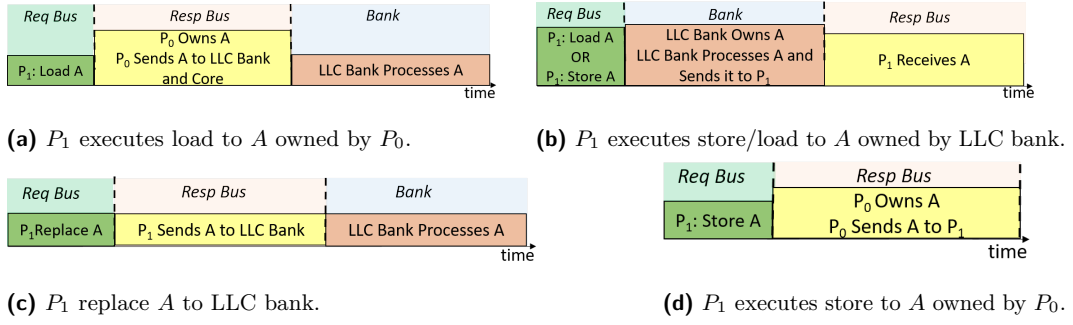 Req Bus
Resp Bus
Bank
P₁: Load A
P₀ Owns A
P₀ Sends A to LLC Bank
and Core
LLC Bank Processes A
time
(a) P₁ executes load to A owned by P₀.
Req Bus
Bank
Resp Bus
P₁: Load A
OR
P₁: Store A
LLC Bank Owns A
LLC Bank Processes A and
Sends it to P₁
P₁ Receives A
time
(b) P₁ executes store/load to A owned by LLC bank.
Req Bus
Resp Bus
Bank
P₁Replace A
P₁ Sends A to LLC Bank
LLC Bank Processes A
time
(c) P₁ replace A to LLC bank.
Req Bus
Resp Bus
P₁: Store A
P₀ Owns A
P₀ Sends A to P₁
time
(d) P₁ executes store to A owned by P₀.